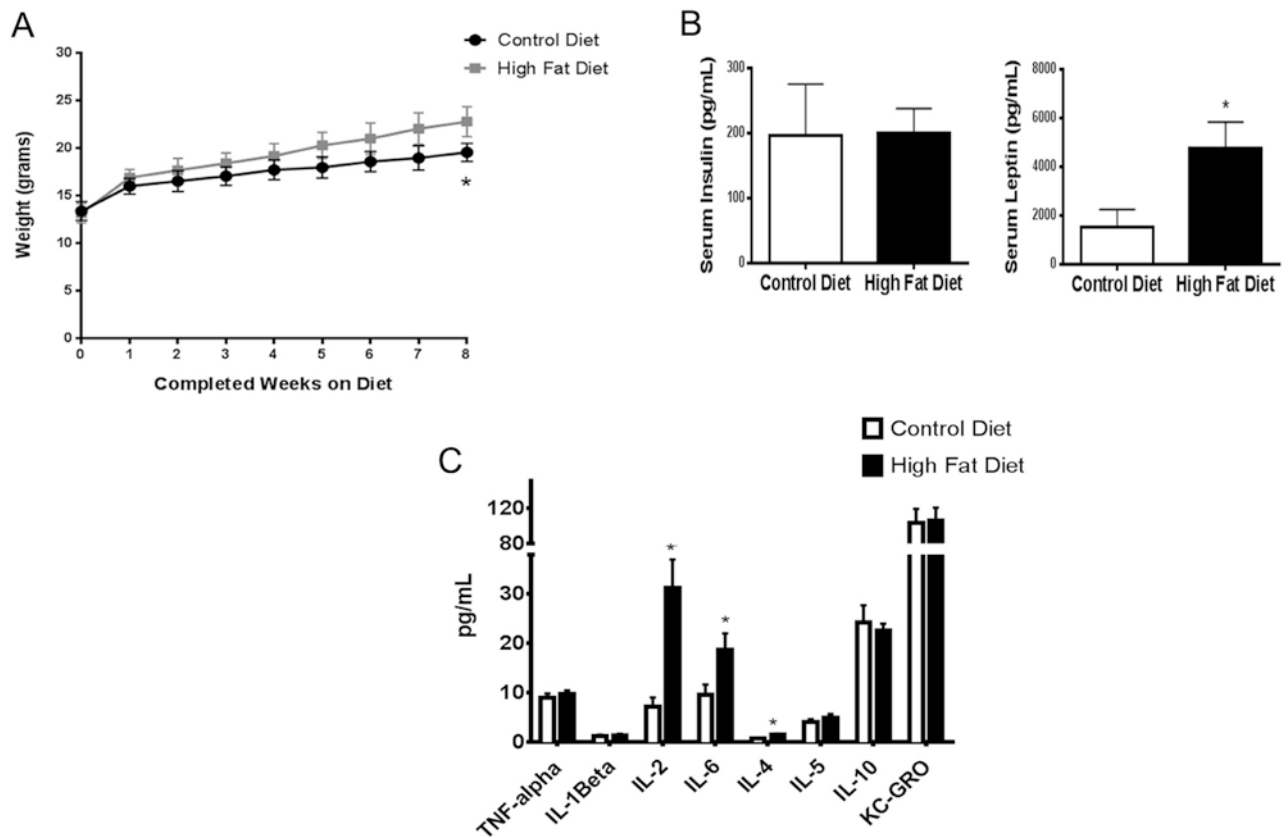 A
Control Diet
High Fat Diet
30
25
20
15
10
5
0
Weight (grams)
*
0 1 2 3 4 5 6 7 8
Completed Weeks on Diet
B
Serum Insulin (pg/mL)
300
200
100
0
Control Diet High Fat Diet
Serum Leptin (pg/mL)
8000
6000
4000
2000
0
*
Control Diet High Fat Diet
C
Control Diet
High Fat Diet
pg/mL
120
80
30
20
10
0
*
*
*
TNF-alpha
IL-1Beta
IL-2
IL-6
IL-4
IL-5
IL-10
KC-GRO